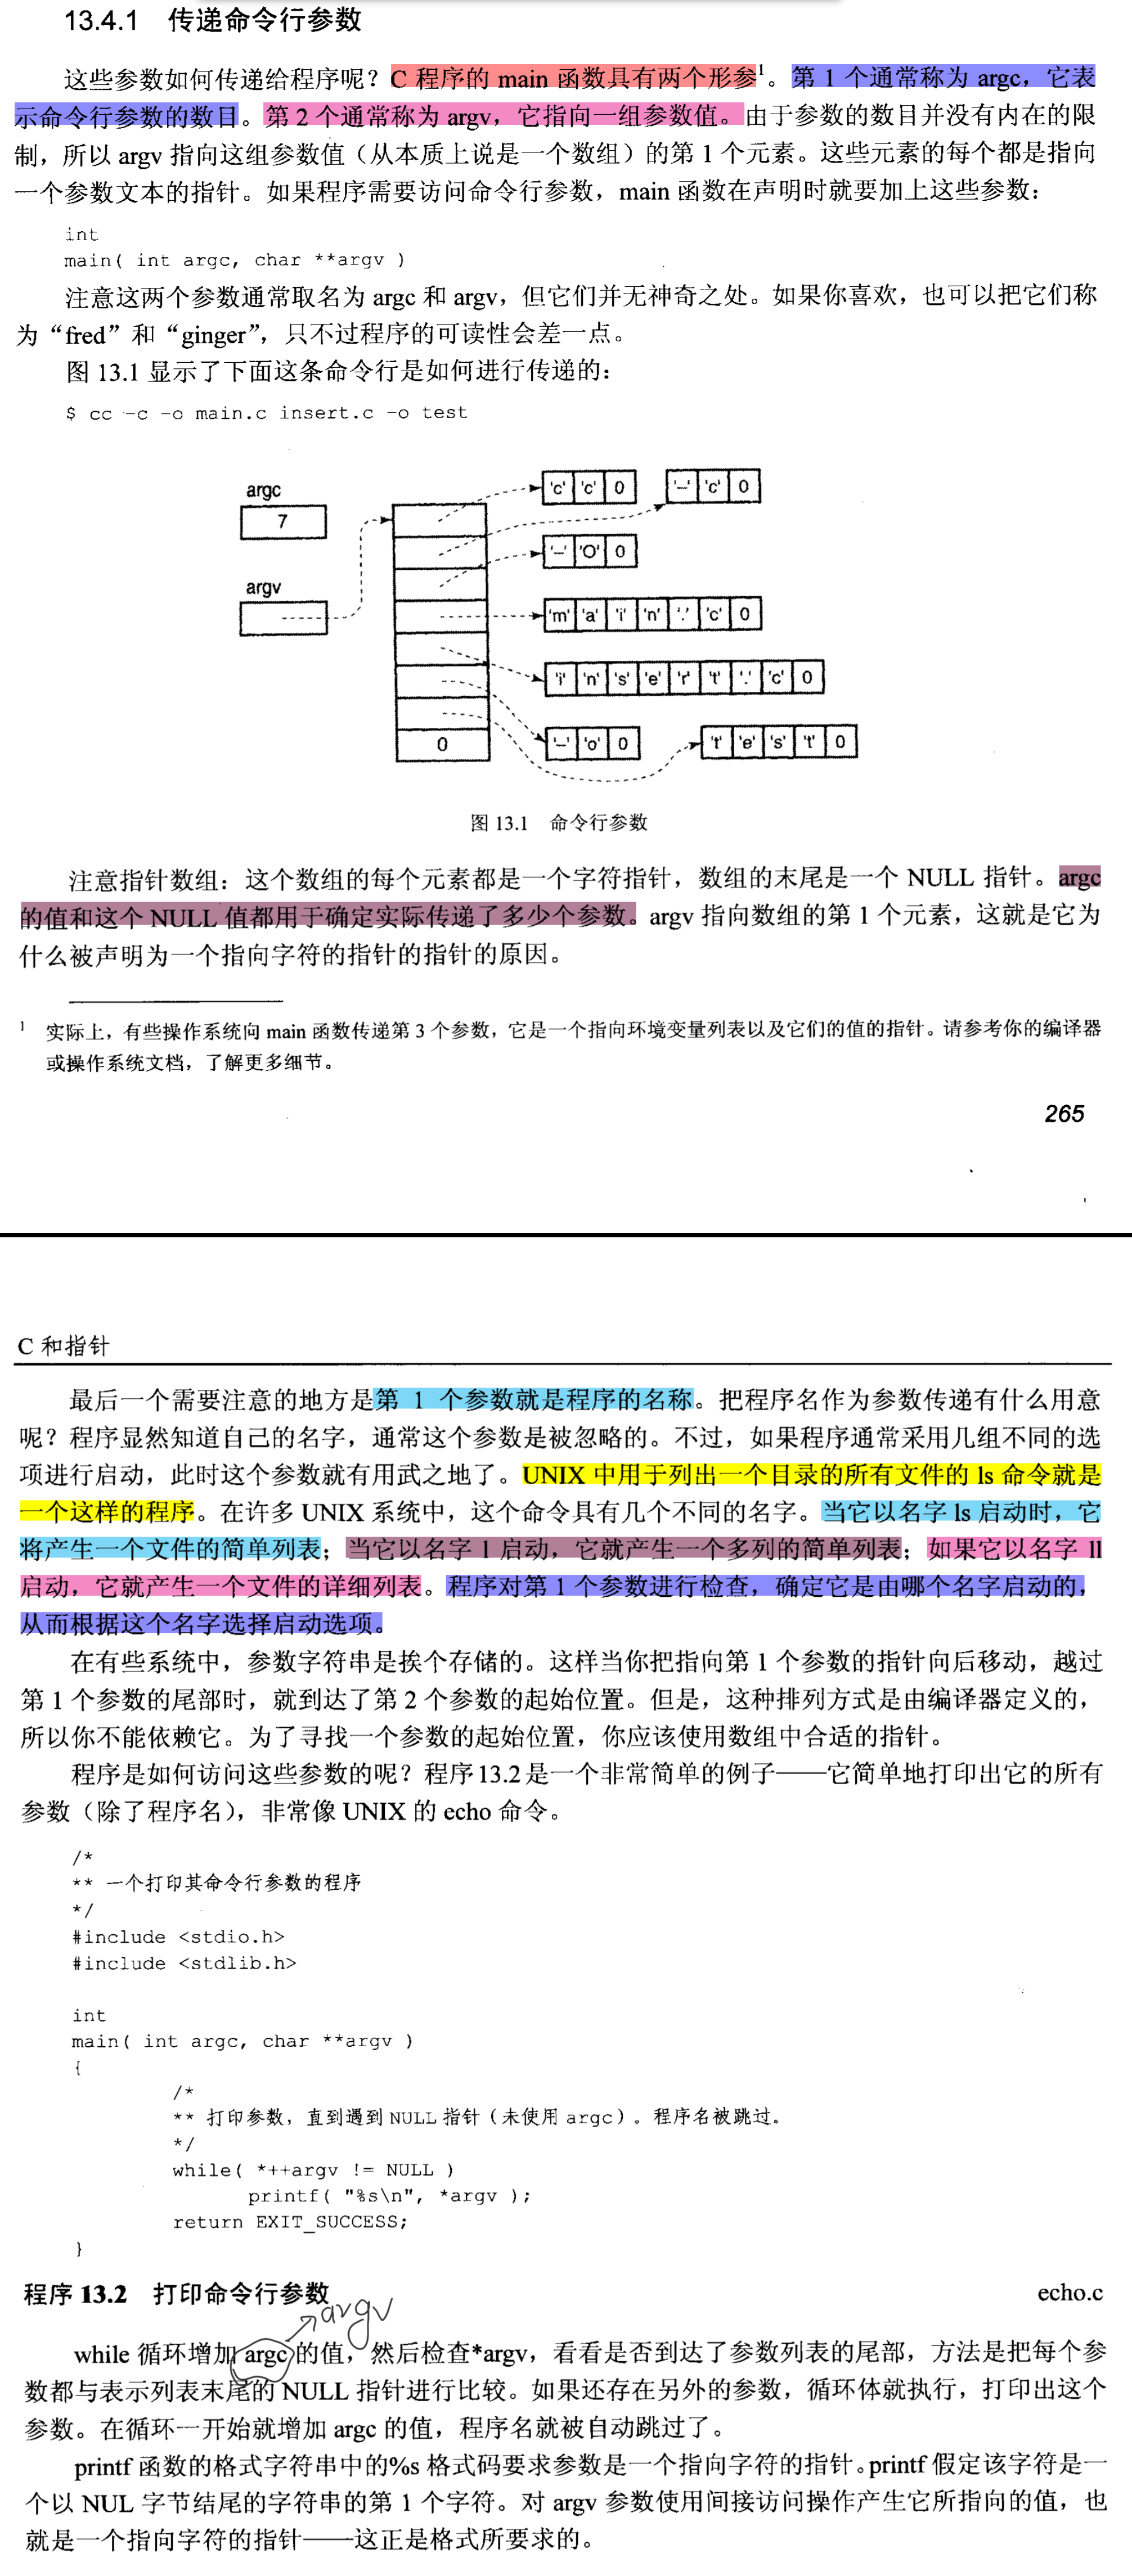 13.4.1 传递命令行参数
这些参数如何传递给程序呢？C 程序的 main 函数具有两个形参¹。第 1 个通常称为 argc，它表
示命令行参数的数目。第 2 个通常称为 argv，它指向一组参数值。由于参数的数目并没有内在的限
制，所以 argv 指向这组参数值（从本质上说是一个数组）的第 1 个元素。这些元素的每个都是指向
一个参数文本的指针。如果程序需要访问命令行参数，main 函数在声明时就要加上这些参数：
int
main( int argc, char **argv )
注意这两个参数通常取名为 argc 和 argv，但它们并无神奇之处。如果你喜欢，也可以把它们称
为“fred”和“ginger”，只不过程序的可读性会差一点。
图 13.1 显示了下面这条命令行是如何进行传递的：
$ cc -c -o main.c insert.c -o test
argc
7
argv
'c' 'c' 0
'-' 'c' 0
'-' 'O' 0
'm' 'a' 'i' 'n' '.' 'c' 0
'i' 'n' 's' 'e' 'r' 't' '.' 'c' 0
0
'-' 'o' 0
't' 'e' 's' 't' 0
图 13.1 命令行参数
注意指针数组：这个数组的每个元素都是一个字符指针，数组的末尾是一个 NULL 指针。argc
的值和这个 NULL 值都用于确定实际传递了多少个参数。argv 指向数组的第 1 个元素，这就是它为
什么被声明为一个指向字符的指针的指针的原因。
1 实际上，有些操作系统向 main 函数传递第 3 个参数，它是一个指向环境变量列表以及它们的值的指针。请参考你的编译器
或操作系统文档，了解更多细节。
265
C 和指针
最后一个需要注意的地方是第 1 个参数就是程序的名称。把程序名作为参数传递有什么用意
呢？程序显然知道自己的名字，通常这个参数是被忽略的。不过，如果程序通常采用几组不同的选
项进行启动，此时这个参数就有用武之地了。UNIX 中用于列出一个目录的所有文件的 ls 命令就是
一个这样的程序。在许多 UNIX 系统中，这个命令具有几个不同的名字。当它以名字 ls 启动时，它
将产生一个文件的简单列表；当它以名字 l 启动，它就产生一个多列的简单列表；如果它以名字 ll
启动，它就产生一个文件的详细列表。程序对第 1 个参数进行检查，确定它是由哪个名字启动的，
从而根据这个名字选择启动选项。
在有些系统中，参数字符串是挨个存储的。这样当你把指向第 1 个参数的指针向后移动，越过
第 1 个参数的尾部时，就到达了第 2 个参数的起始位置。但是，这种排列方式是由编译器定义的，
所以你不能依赖它。为了寻找一个参数的起始位置，你应该使用数组中合适的指针。
程序是如何访问这些参数的呢？程序 13.2 是一个非常简单的例子——它简单地打印出它的所有
参数（除了程序名），非常像 UNIX 的 echo 命令。
/*
** 一个打印其命令行参数的程序
*/
#include <stdio.h>
#include <stdlib.h>
int
main( int argc, char **argv )
{
/*
** 打印参数，直到遇到 NULL 指针（未使用 argc）。程序名被跳过。
*/
while( *++argv != NULL )
printf( "%s\n", *argv );
return EXIT_SUCCESS;
}
程序 13.2 打印命令行参数 echo.c
argv
while 循环增加 argc 的值，然后检查*argv，看看是否到达了参数列表的尾部，方法是把每个参
数都与表示列表末尾的 NULL 指针进行比较。如果还存在另外的参数，循环体就执行，打印出这个
参数。在循环一开始就增加 argc 的值，程序名就被自动跳过了。
printf 函数的格式字符串中的%s 格式码要求参数是一个指向字符的指针。printf 假定该字符是一
个以 NUL 字节结尾的字符串的第 1 个字符。对 argv 参数使用间接访问操作产生它所指向的值，也
就是一个指向字符的指针——这正是格式所要求的。